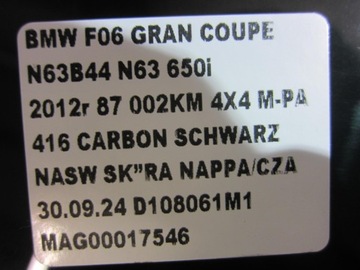 BMW F06 GRAN COUPE
N63B44 N63 650i
2012r 87 002KM 4X4 M-PA
416 CARBON SCHWARZ
NASW SK"RA NAPPA/CZA
30.09.24 D108061M1
MAG00017546